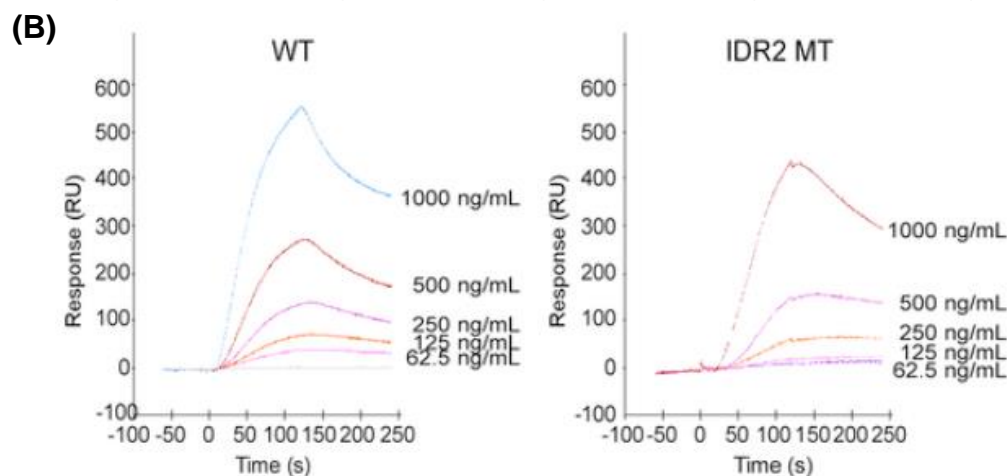 (B)
WT
Response (RU)
600
500
400
300
200
100
0
-100
-100 -50 0 50 100 150 200 250
Time (s)
1000 ng/mL
500 ng/mL
250 ng/mL
125 ng/mL
62.5 ng/mL
IDR2 MT
Response (RU)
600
500
400
300
200
100
0
-100
-100 -50 0 50 100 150 200 250
Time (s)
1000 ng/mL
500 ng/mL
250 ng/mL
125 ng/mL
62.5 ng/mL